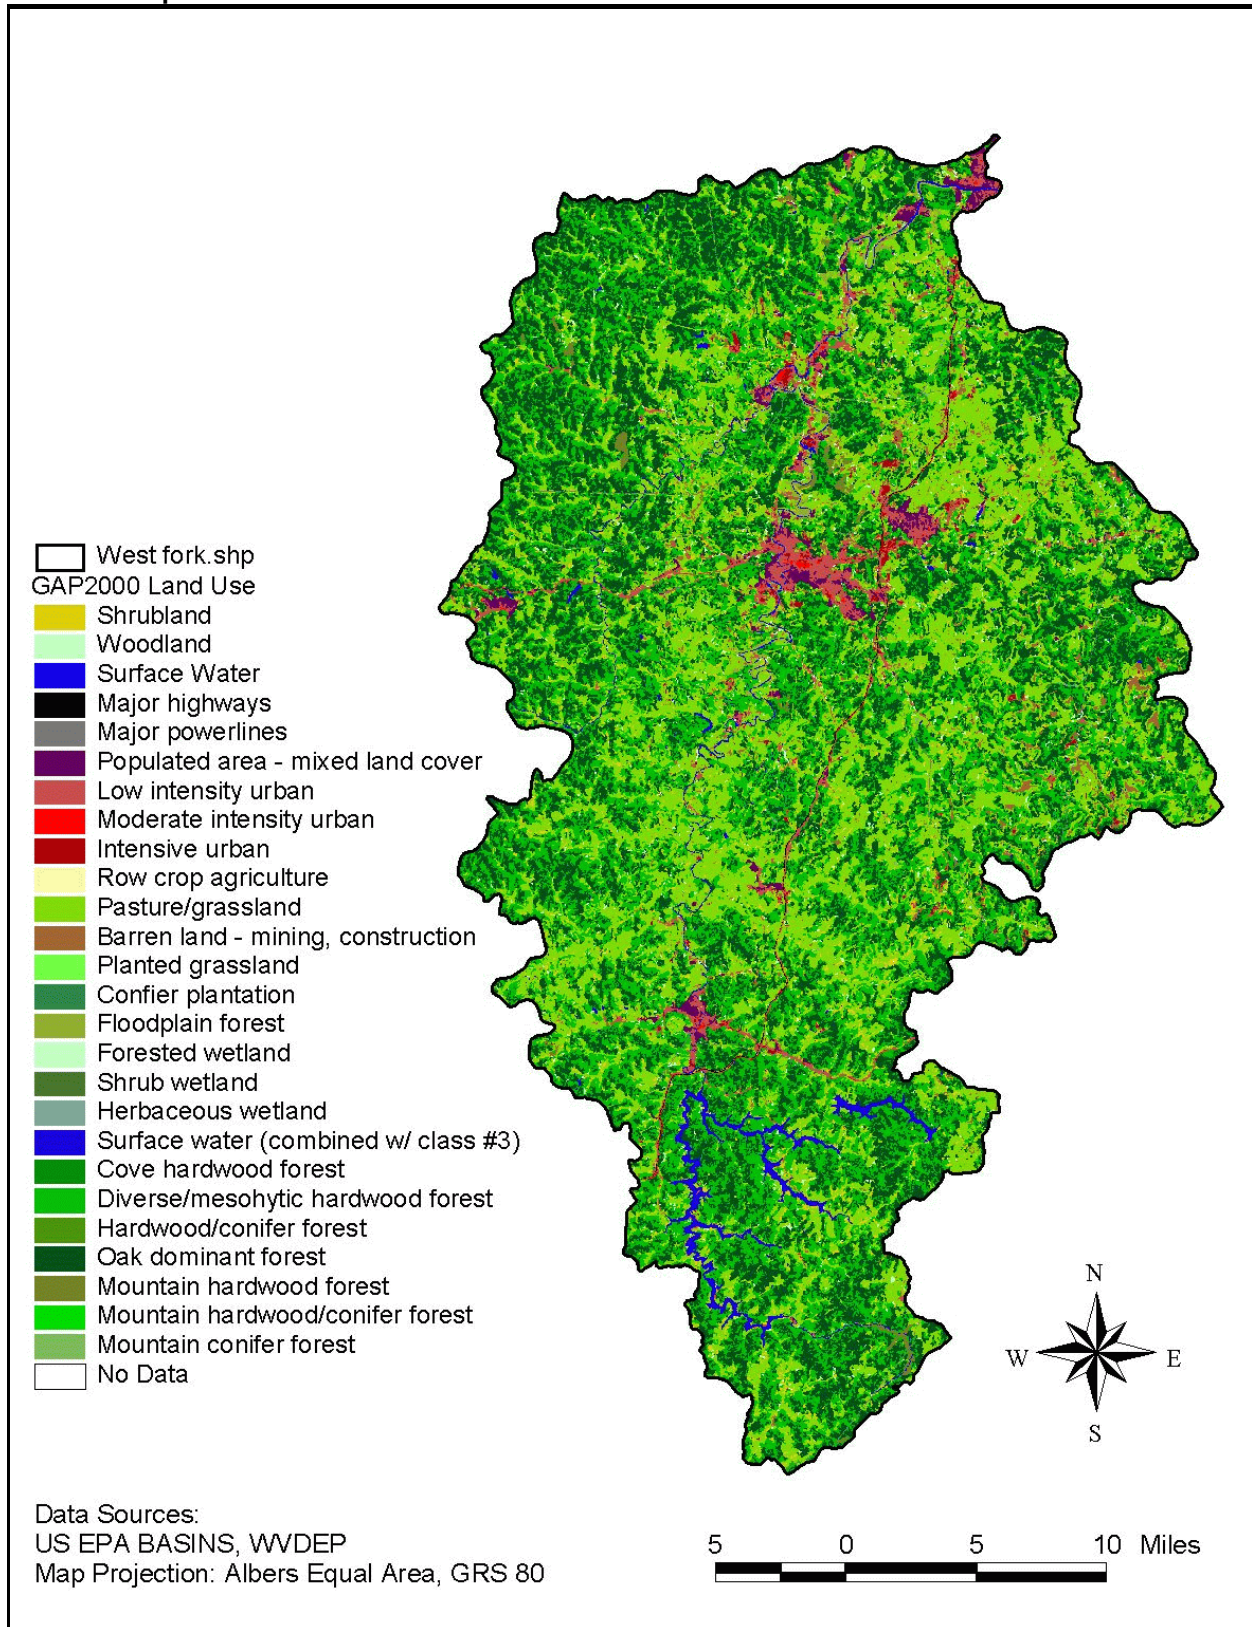 West fork.shp
GAP2000 Land Use
Shrubland
Woodland
Surface Water
Major highways
Major powerlines
Populated area - mixed land cover
Low intensity urban
Moderate intensity urban
Intensive urban
Row crop agriculture
Pasture/grassland
Barren land - mining, construction
Planted grassland
Confier plantation
Floodplain forest
Forested wetland
Shrub wetland
Herbaceous wetland
Surface water (combined w/ class #3)
Cove hardwood forest
Diverse/mesohytic hardwood forest
Hardwood/conifer forest
Oak dominant forest
Mountain hardwood forest
Mountain hardwood/conifer forest
Mountain conifer forest
No Data
N
W E
S
Data Sources:
US EPA BASINS, WVDEP
Map Projection: Albers Equal Area, GRS 80
5 0 5 10 Miles